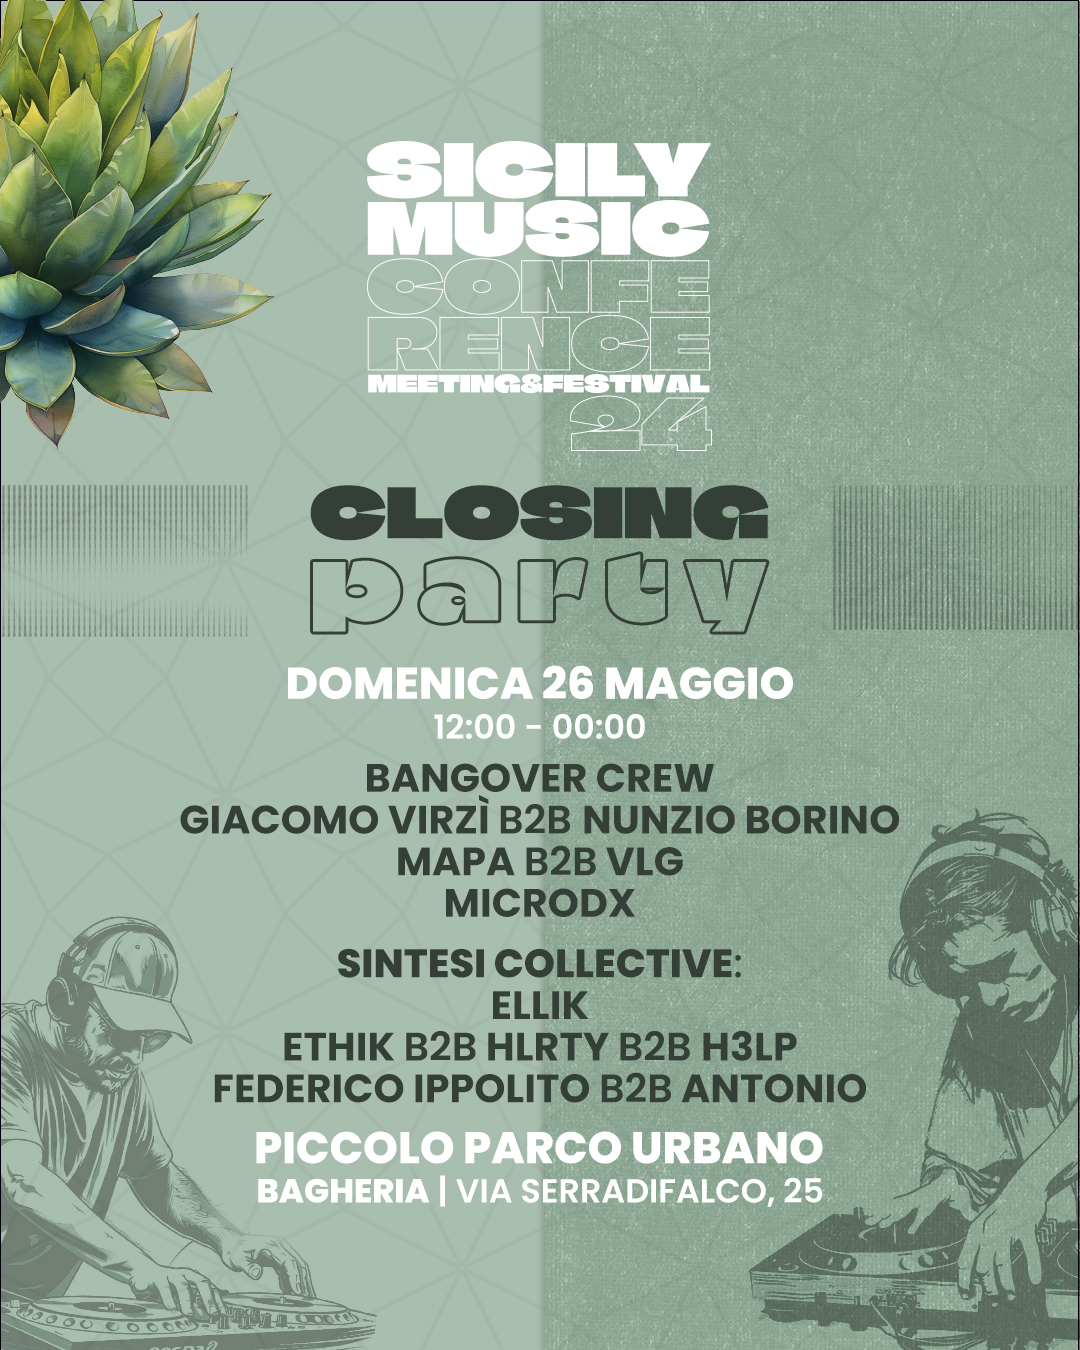 SICILY
MUSIC
CONFE
RENCE
MEETING&FESTIVAL
24
CLOSING
party
DOMENICA 26 MAGGIO
12:00 - 00:00
BANGOVER CREW
GIACOMO VIRZÌ B2B NUNZIO BORINO
MAPA B2B VLG
MICRODX
SINTESI COLLECTIVE:
ELLIK
ETHIK B2B HLRTY B2B H3LP
FEDERICO IPPOLITO B2B ANTONIO
PICCOLO PARCO URBANO
BAGHERIA | VIA SERRADIFALCO, 25